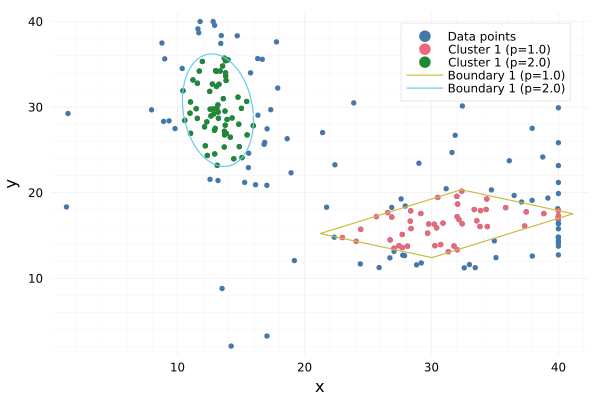 40
Data points
Cluster 1 (p=1.0)
Cluster 1 (p=2.0)
Boundary 1 (p=1.0)
Boundary 1 (p=2.0)
30
y
20
10
10
20
30
40
x